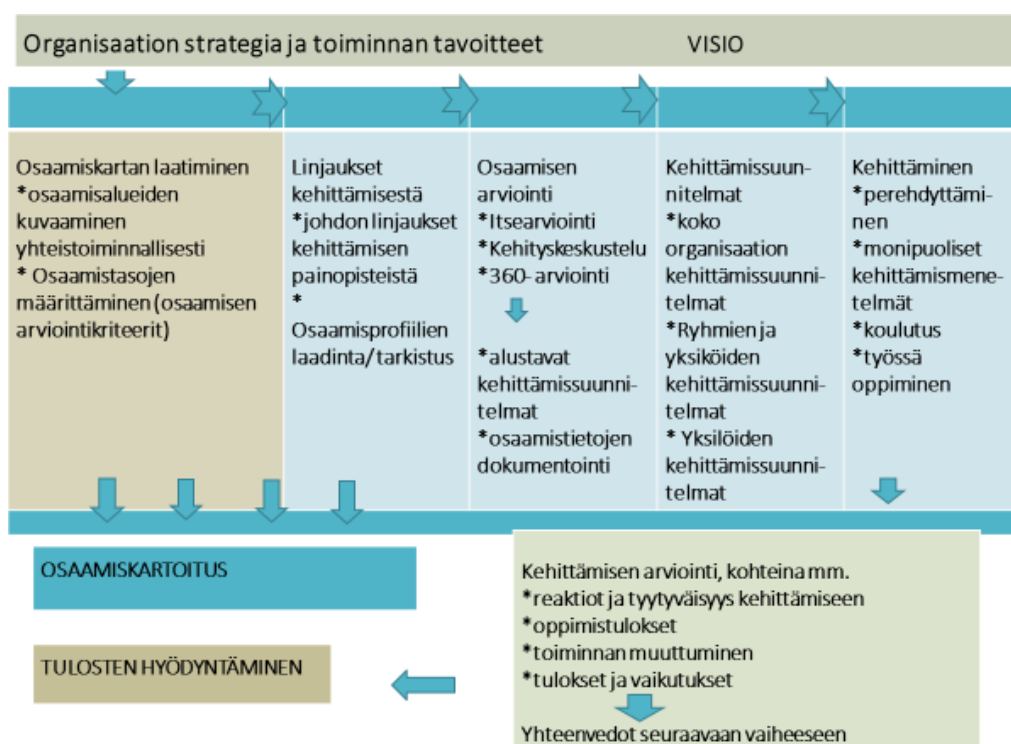 Organisaation strategia ja toiminnan tavoitteet VISIO
Osaamiskartan laatiminen
*osaamisalueiden
kuvaaminen
yhteistoiminnallisesti
* Osaamistasojen
määrittäminen (osaamisen
arviointikriteerit)
Linjaukset
kehittämisestä
*johdon linjaukset
kehittämisen
painopisteistä
*
Osaamisprofiilien
laadinta/tarkistus
Osaamisen
arviointi
*Itsearviointi
*Kehityskeskustelu
*360- arviointi
*alustavat
kehittämissuunni-
telmat
*osaamistietojen
dokumentointi
Kehittämissuun-
nitelmat
*koko
organisaation
kehittämissuunni-
telmat
*Ryhmien ja
yksiköiden
kehittämissuunni-
telmat
* Yksilöiden
kehittämissuunni-
telmat
Kehittäminen
*perehdyttämi-
nen
*monipuoliset
kehittämismene-
telmät
*koulutus
*työssä
oppiminen
OSAAMISKARTOITUS
TULOSTEN HYÖDYNTÄMINEN
Kehittämisen arviointi, kohteina mm.
*reaktiot ja tyytyväisyys kehittämiseen
*oppimistulokset
*toiminnan muuttuminen
*tulokset ja vaikutukset
Yhteenvedot seuraavaan vaiheeseen